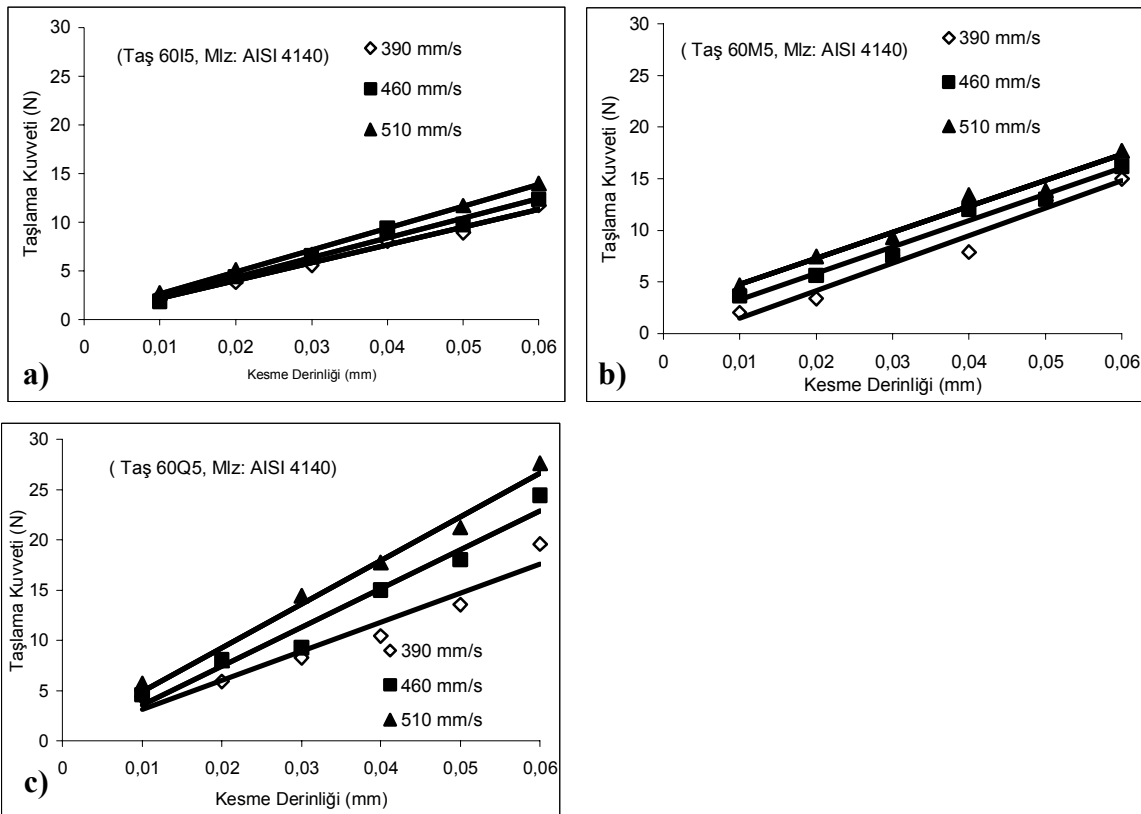 30
25
20
15
10
5
0
Taşlama Kuvveti (N)
(Taş 60I5, Mlz: AISI 4140)
390 mm/s
460 mm/s
510 mm/s
0 0,01 0,02 0,03 0,04 0,05 0,06
Kesme Derinliği (mm)
a)
30
25
20
15
10
5
0
Taşlama Kuvveti (N)
( Taş 60M5, Mlz: AISI 4140)
390 mm/s
460 mm/s
510 mm/s
0 0,01 0,02 0,03 0,04 0,05 0,06
Kesme Derinliği (mm)
b)
30
25
20
15
10
5
0
Taşlama Kuvveti (N)
( Taş 60Q5, Mlz: AISI 4140)
390 mm/s
460 mm/s
510 mm/s
0 0,01 0,02 0,03 0,04 0,05 0,06
Kesme Derinliği (mm)
c)